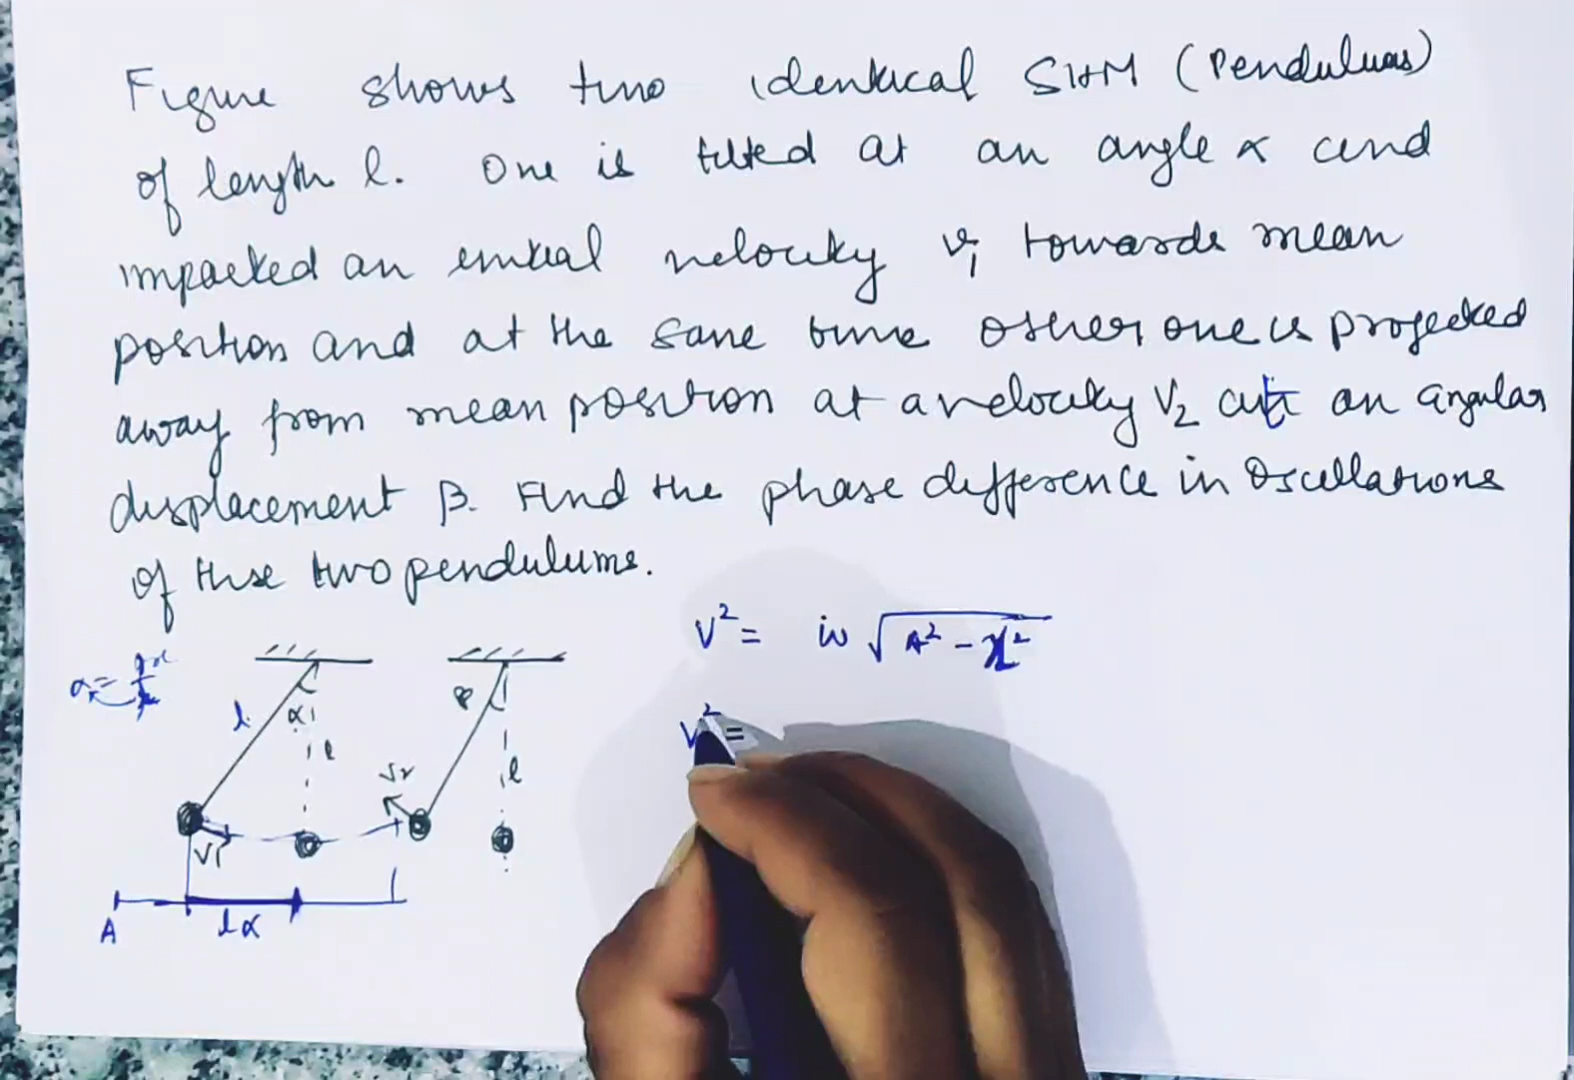 Figure shows two identical SHM (Pendulums)
of length l. One is tilted at an angle α and
imparted an initial velocity v₁ towards mean
position and at the same time other one is projected
away from mean position at a velocity V₂ at an angular
displacement β. Find the phase difference in Oscillations
of these two pendulums.
V² = ω √(A² - x²)
V² =
l
α
l
V₁
A
lα
V₂
β
l